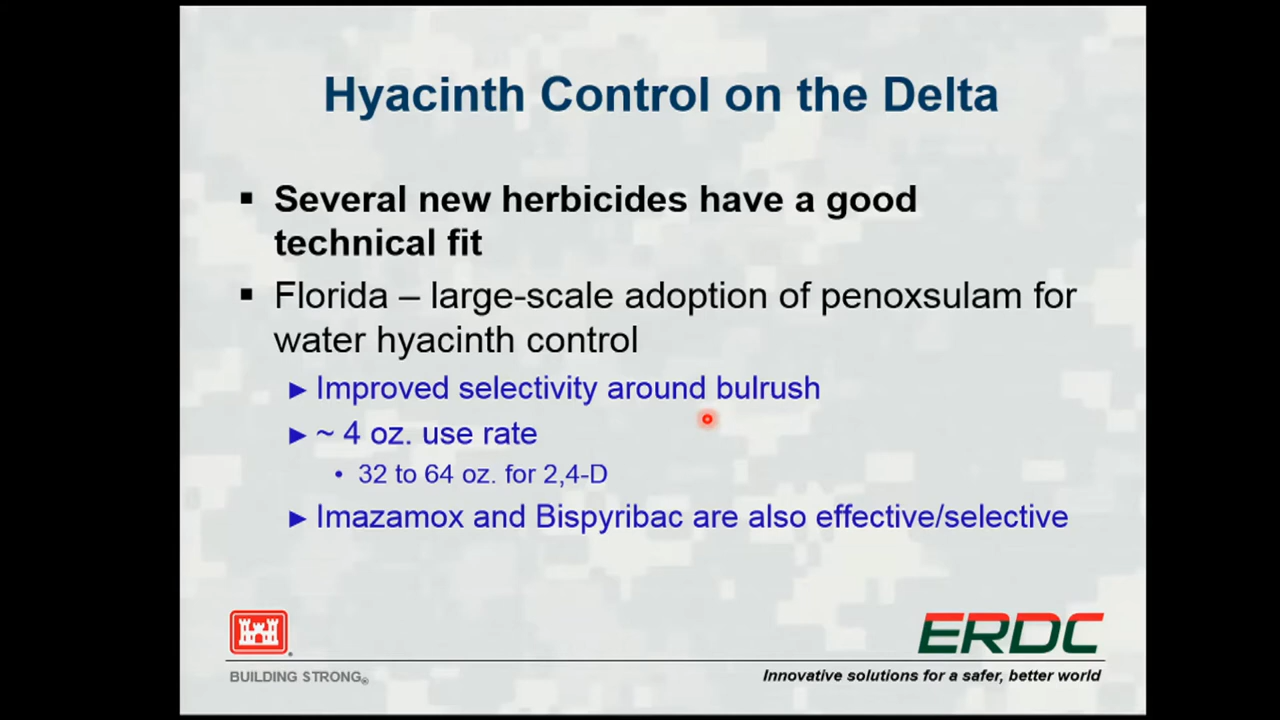 Hyacinth Control on the Delta
▪ Several new herbicides have a good
technical fit
▪ Florida – large-scale adoption of penoxsulam for
water hyacinth control
► Improved selectivity around bulrush
► ~ 4 oz. use rate
• 32 to 64 oz. for 2,4-D
► Imazamox and Bispyribac are also effective/selective
ERDC
BUILDING STRONG®
Innovative solutions for a safer, better world